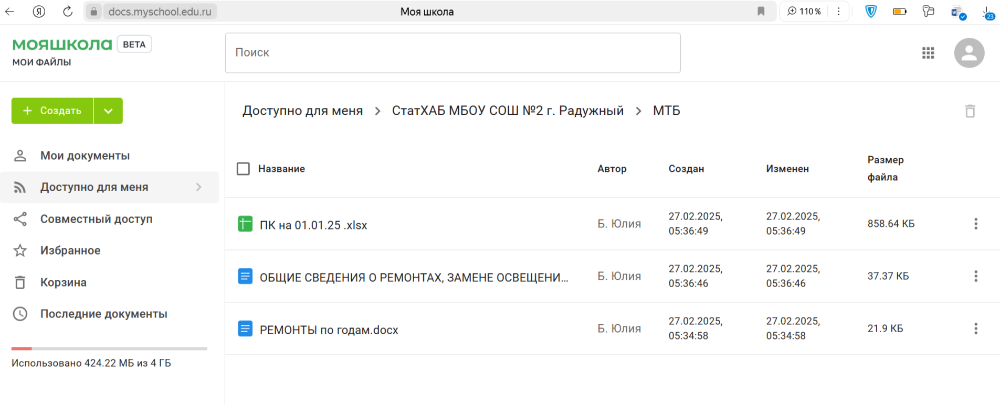 Я
docs.myschool.edu.ru
Моя школа
110 %
W
23
МОЯШКОЛА BETA
МОИ ФАЙЛЫ
Поиск
+ Создать
Мои документы
Доступно для меня
Совместный доступ
Избранное
Корзина
Последние документы
Использовано 424.22 МБ из 4 ГБ
Доступно для меня > СтатХАБ МБОУ СОШ №2 г. Радужный > МТБ
Название Автор Создан Изменен Размер
файла
ПК на 01.01.25 .xlsx Б. Юлия 27.02.2025, 27.02.2025, 858.64 КБ
05:36:49 05:36:49
ОБЩИЕ СВЕДЕНИЯ О РЕМОНТАХ, ЗАМЕНЕ ОСВЕЩЕНИ... Б. Юлия 27.02.2025, 27.02.2025, 37.37 КБ
05:36:46 05:36:46
РЕМОНТЫ по годам.docx Б. Юлия 27.02.2025, 27.02.2025, 21.9 КБ
05:34:58 05:34:58